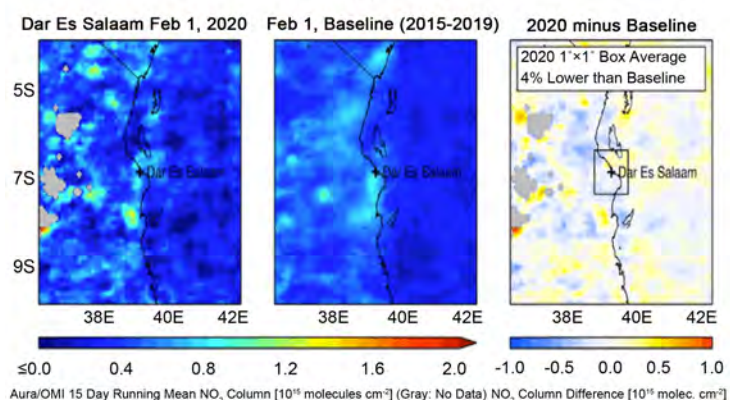 Dar Es Salaam Feb 1, 2020
Feb 1, Baseline (2015-2019)
2020 minus Baseline
2020 1°×1° Box Average
4% Lower than Baseline
5S
7S
9S
Dar Es Salaam
Dar Es Salaam
Dar Es Salaam
38E 40E 42E
38E 40E 42E
38E 40E 42E
≤0.0 0.4 0.8 1.2 1.6 2.0
-1.0 -0.5 0.0 0.5 1.0
Aura/OMI 15 Day Running Mean NO₂ Column [10¹⁵ molecules cm⁻²] (Gray: No Data) NO₂ Column Difference [10¹⁵ molec. cm⁻²]